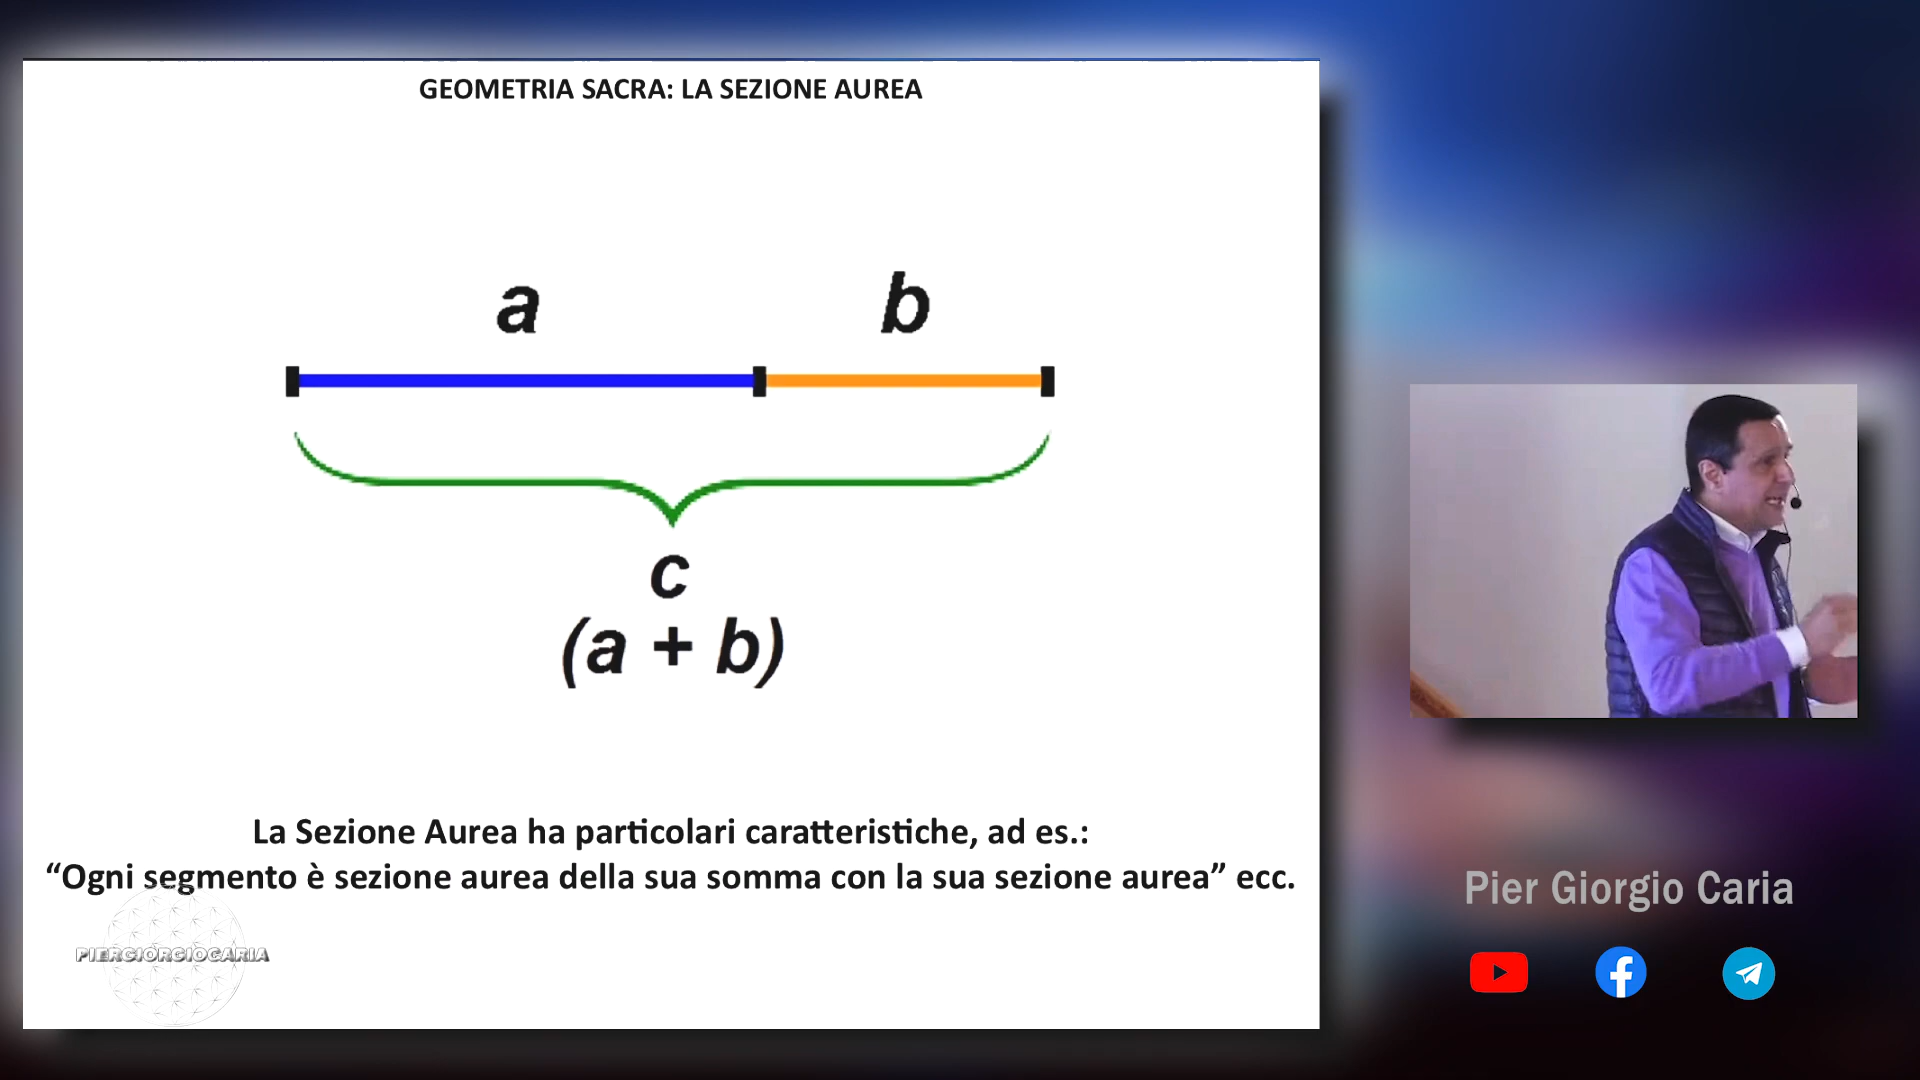 GEOMETRIA SACRA: LA SEZIONE AUREA
a
b
c
(a + b)
La Sezione Aurea ha particolari caratteristiche, ad es.:
“Ogni segmento è sezione aurea della sua somma con la sua sezione aurea” ecc.
PIERGIORGIOCARIA
Pier Giorgio Caria